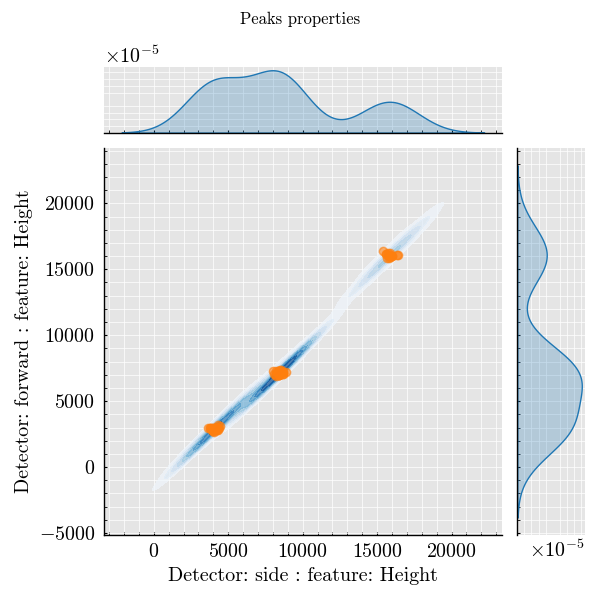 Peaks properties
×10⁻⁵
20000
15000
10000
5000
0
−5000
Detector: forward : feature: Height
0 5000 10000 15000 20000
×10⁻⁵
Detector: side : feature: Height